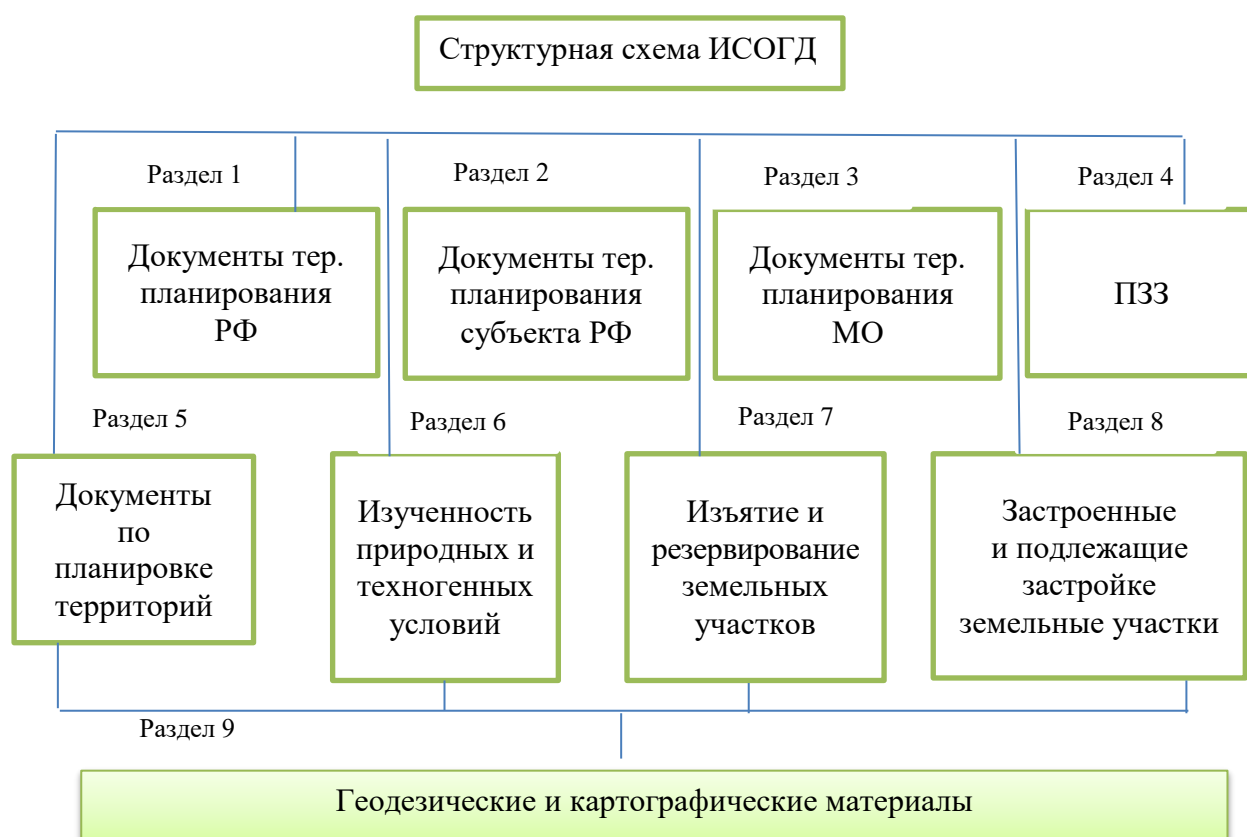 Структурная схема ИСОГД
Раздел 1
Раздел 2
Раздел 3
Раздел 4
Документы тер.
планирования
РФ
Документы тер.
планирования
субъекта РФ
Документы тер.
планирования
МО
ПЗЗ
Раздел 5
Раздел 6
Раздел 7
Раздел 8
Документы
по
планировке
территорий
Изученность
природных и
техногенных
условий
Изъятие и
резервирование
земельных
участков
Застроенные
и подлежащие
застройке
земельные участки
Раздел 9
Геодезические и картографические материалы